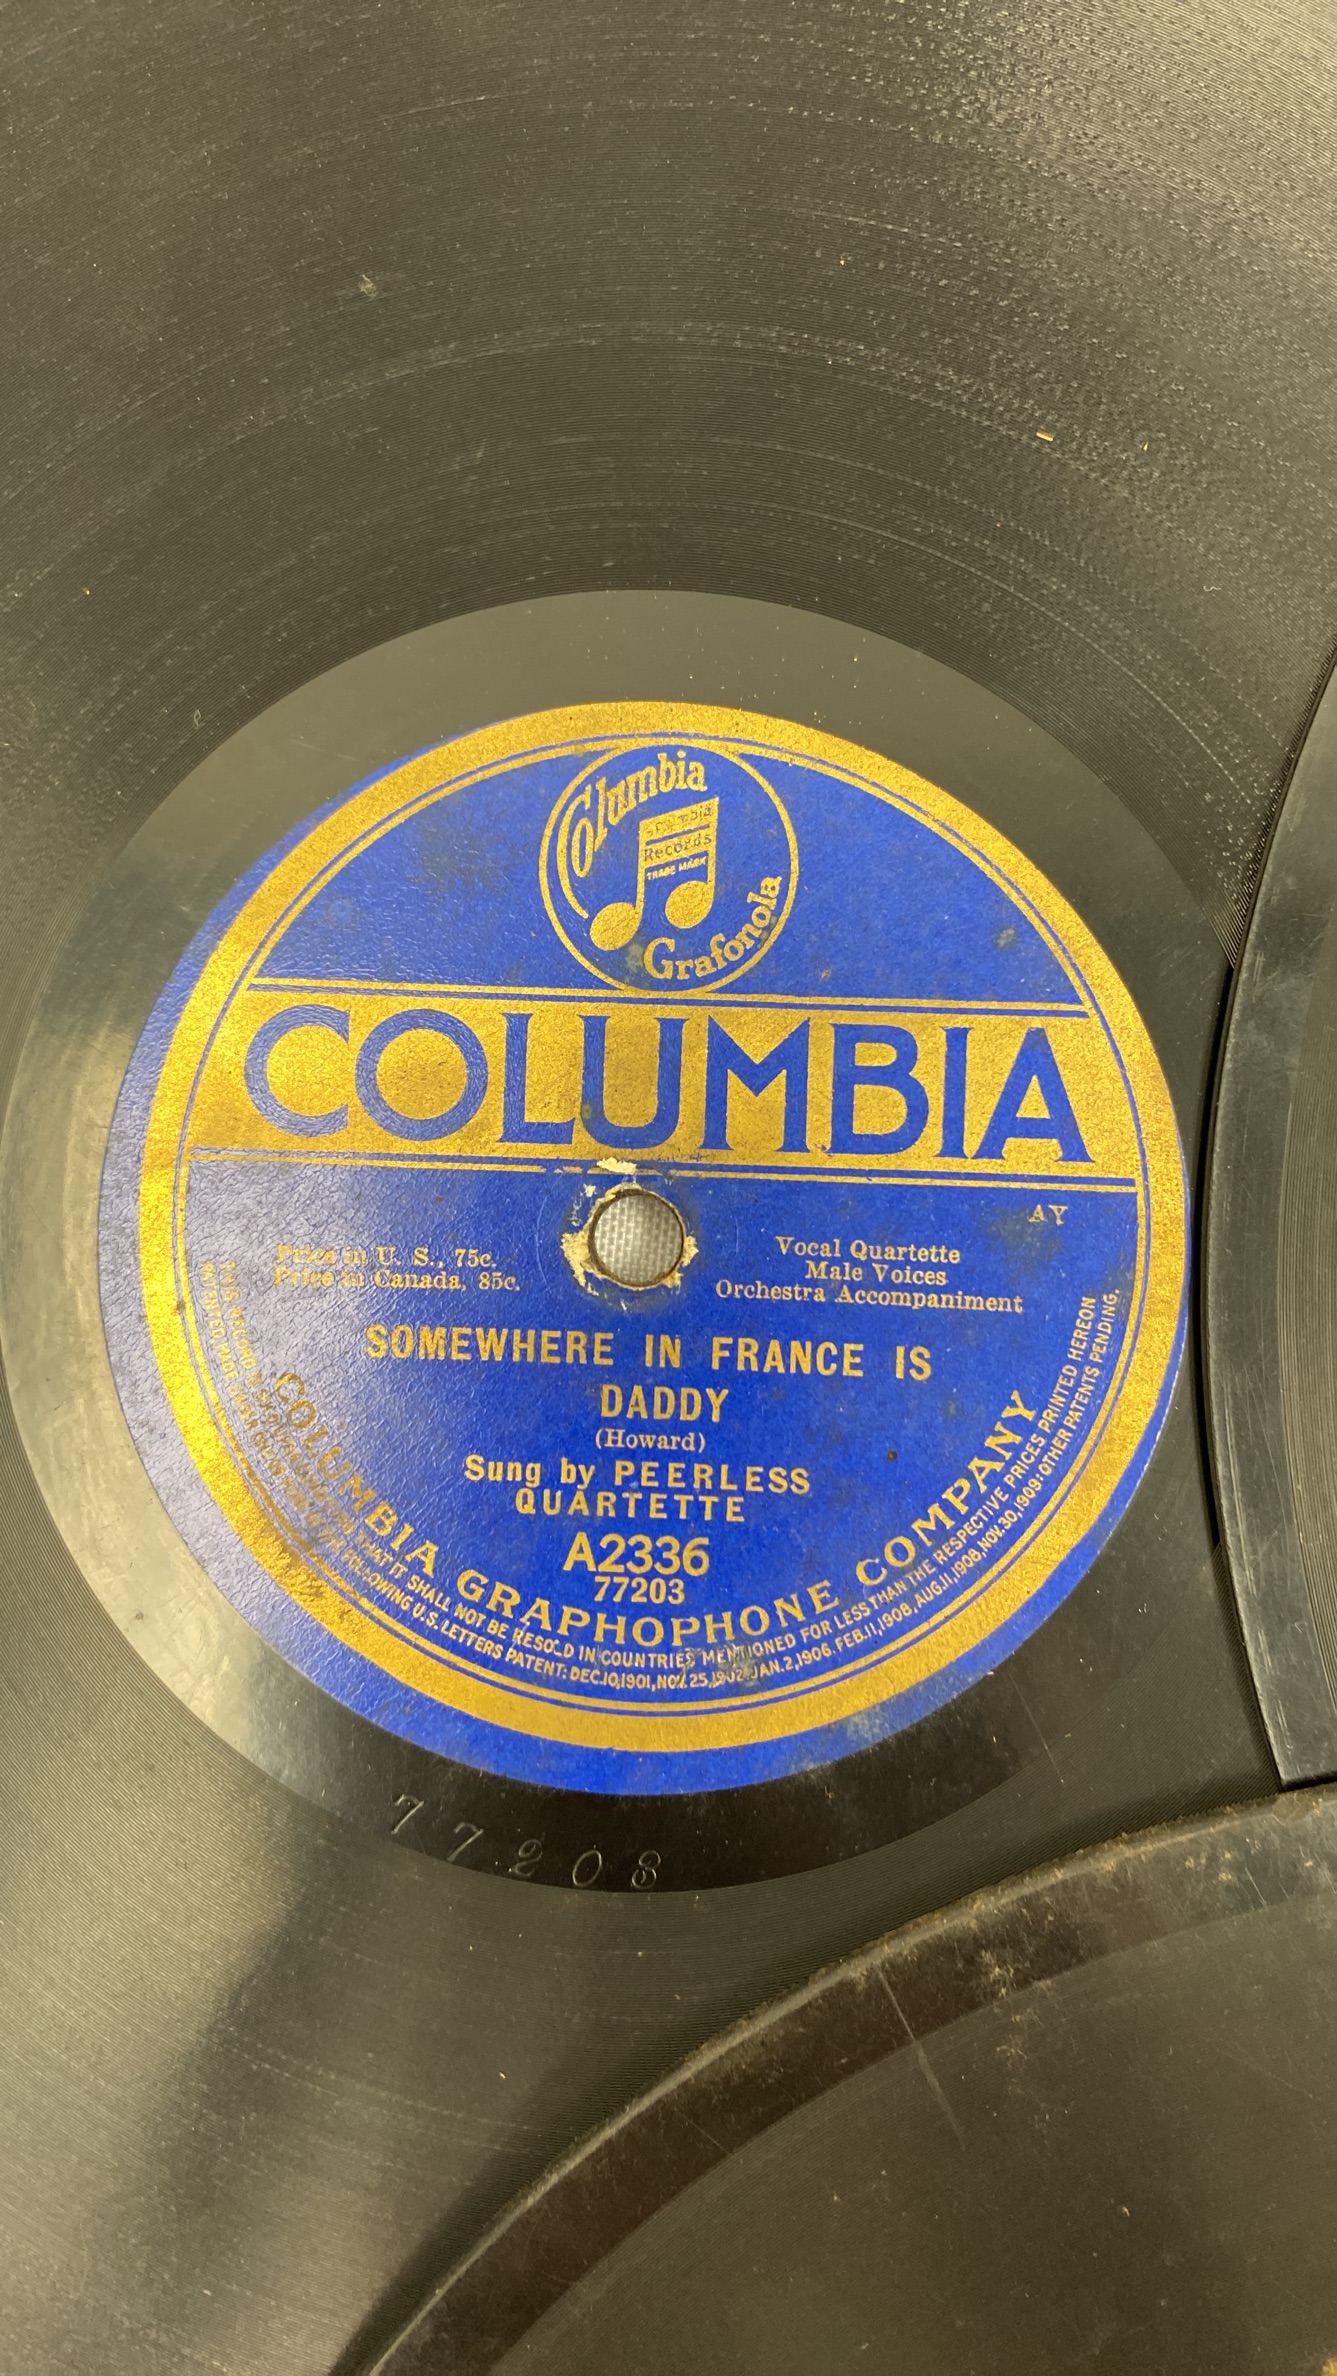 Columbia
Records
TRADE MARK
Grafonola
COLUMBIA
AY
Price in U. S., 75c.
Price in Canada, 85c.
Vocal Quartette
Male Voices
Orchestra Accompaniment
SOMEWHERE IN FRANCE IS
DADDY
(Howard)
Sung by PEERLESS
QUARTETTE
A2336
77203
COLUMBIA GRAPHOPHONE COMPANY
THAT IT SHALL NOT BE RESOLD IN COUNTRIES MENTIONED FOR LESS THAN THE RESPECTIVE PRICES PRINTED HEREON
FOLLOWING U.S. LETTERS PATENT: DEC.10,1901, NOV. 25,1902, JAN. 2,1906. FEB. 11,1908, AUG. 11,1908, NOV. 30,1909: OTHER PATENTS PENDING.
77203